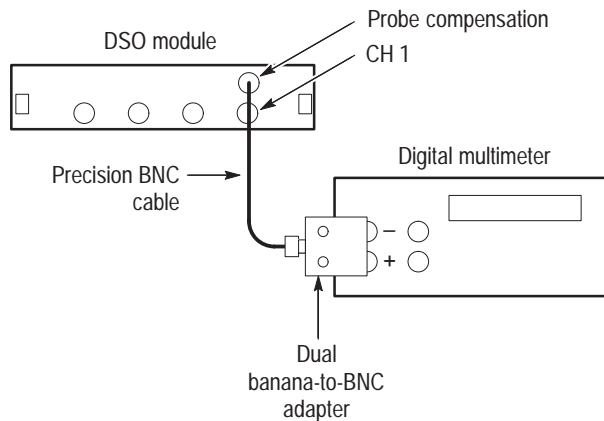 Probe compensation
DSO module
CH 1
Precision BNC
cable
Digital multimeter
–
+
Dual
banana-to-BNC
adapter